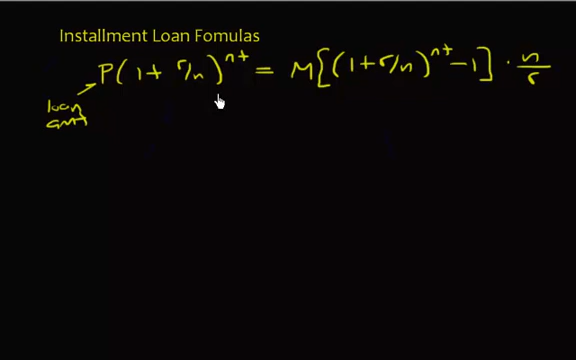 Installment Loan Fomulas
P(1+ r/n)^nt = M[(1+r/n)^nt -1] · n/r
loan
amt